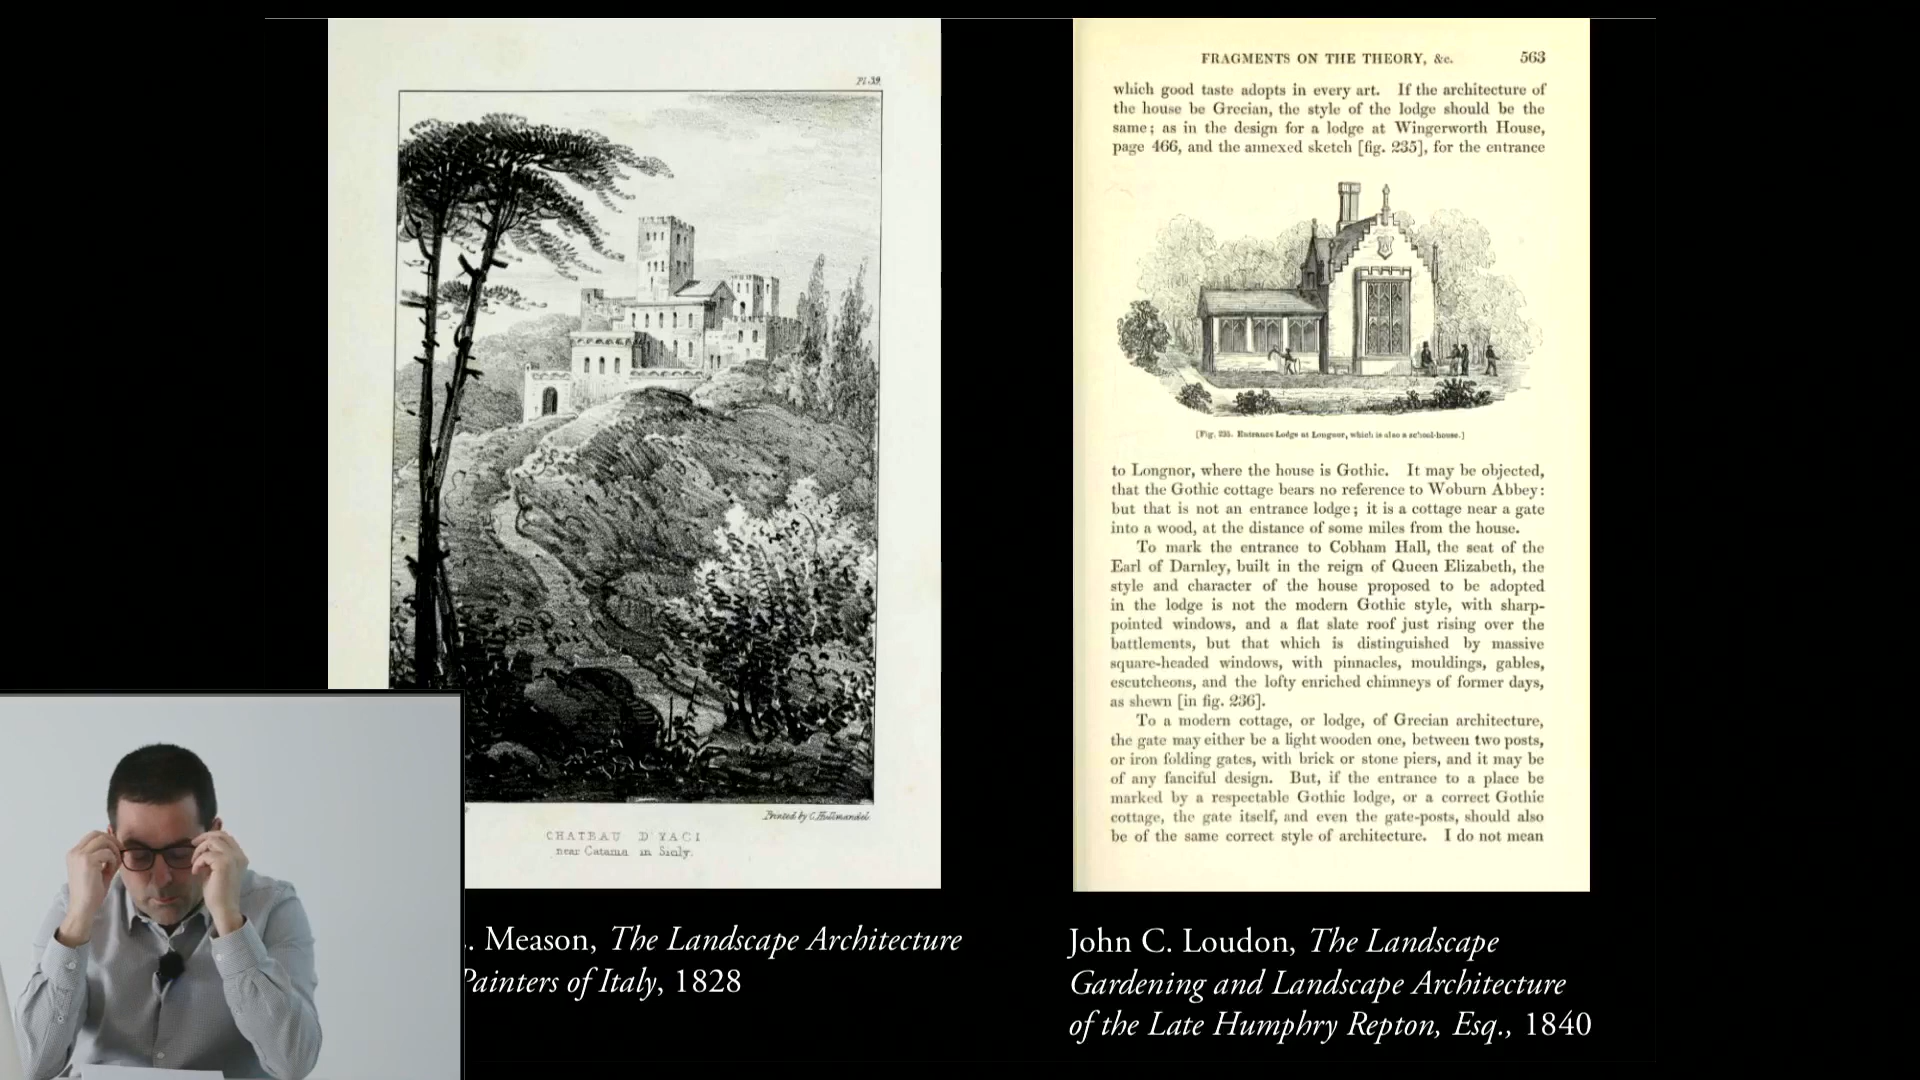 Pl.39.
Printed by C. Hullmandel.
CHATEAU D'YACI
near Catania in Sicily.
. Meason, The Landscape Architecture
Painters of Italy, 1828
FRAGMENTS ON THE THEORY, &c. 563
which good taste adopts in every art. If the architecture of
the house be Grecian, the style of the lodge should be the
same; as in the design for a lodge at Wingerworth House,
page 466, and the annexed sketch [fig. 235], for the entrance
[Fig. 235. Entrance Lodge at Longnor, which is also a school-house.]
to Longnor, where the house is Gothic. It may be objected,
that the Gothic cottage bears no reference to Woburn Abbey:
but that is not an entrance lodge; it is a cottage near a gate
into a wood, at the distance of some miles from the house.
To mark the entrance to Cobham Hall, the seat of the
Earl of Darnley, built in the reign of Queen Elizabeth, the
style and character of the house proposed to be adopted
in the lodge is not the modern Gothic style, with sharp-
pointed windows, and a flat slate roof just rising over the
battlements, but that which is distinguished by massive
square-headed windows, with pinnacles, mouldings, gables,
escutcheons, and the lofty enriched chimneys of former days,
as shewn [in fig. 236].
To a modern cottage, or lodge, of Grecian architecture,
the gate may either be a light wooden one, between two posts,
or iron folding gates, with brick or stone piers, and it may be
of any fanciful design. But, if the entrance to a place be
marked by a respectable Gothic lodge, or a correct Gothic
cottage, the gate itself, and even the gate-posts, should also
be of the same correct style of architecture. I do not mean
John C. Loudon, The Landscape
Gardening and Landscape Architecture
of the Late Humphry Repton, Esq., 1840